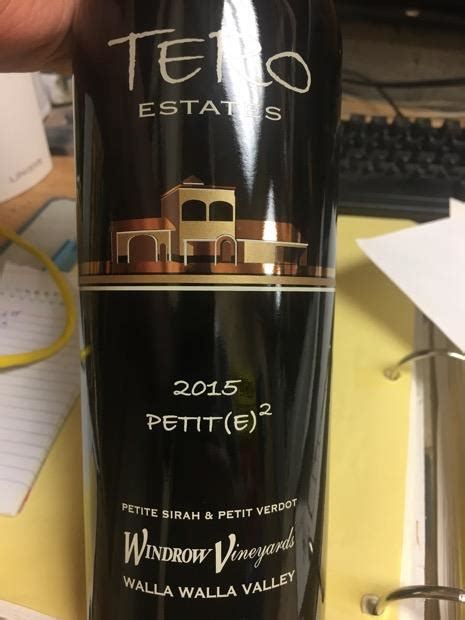 TERO
ESTATES
2015
PETIT(E)²
PETITE SIRAH & PETIT VERDOT
WINDROW Vineyards
WALLA WALLA VALLEY